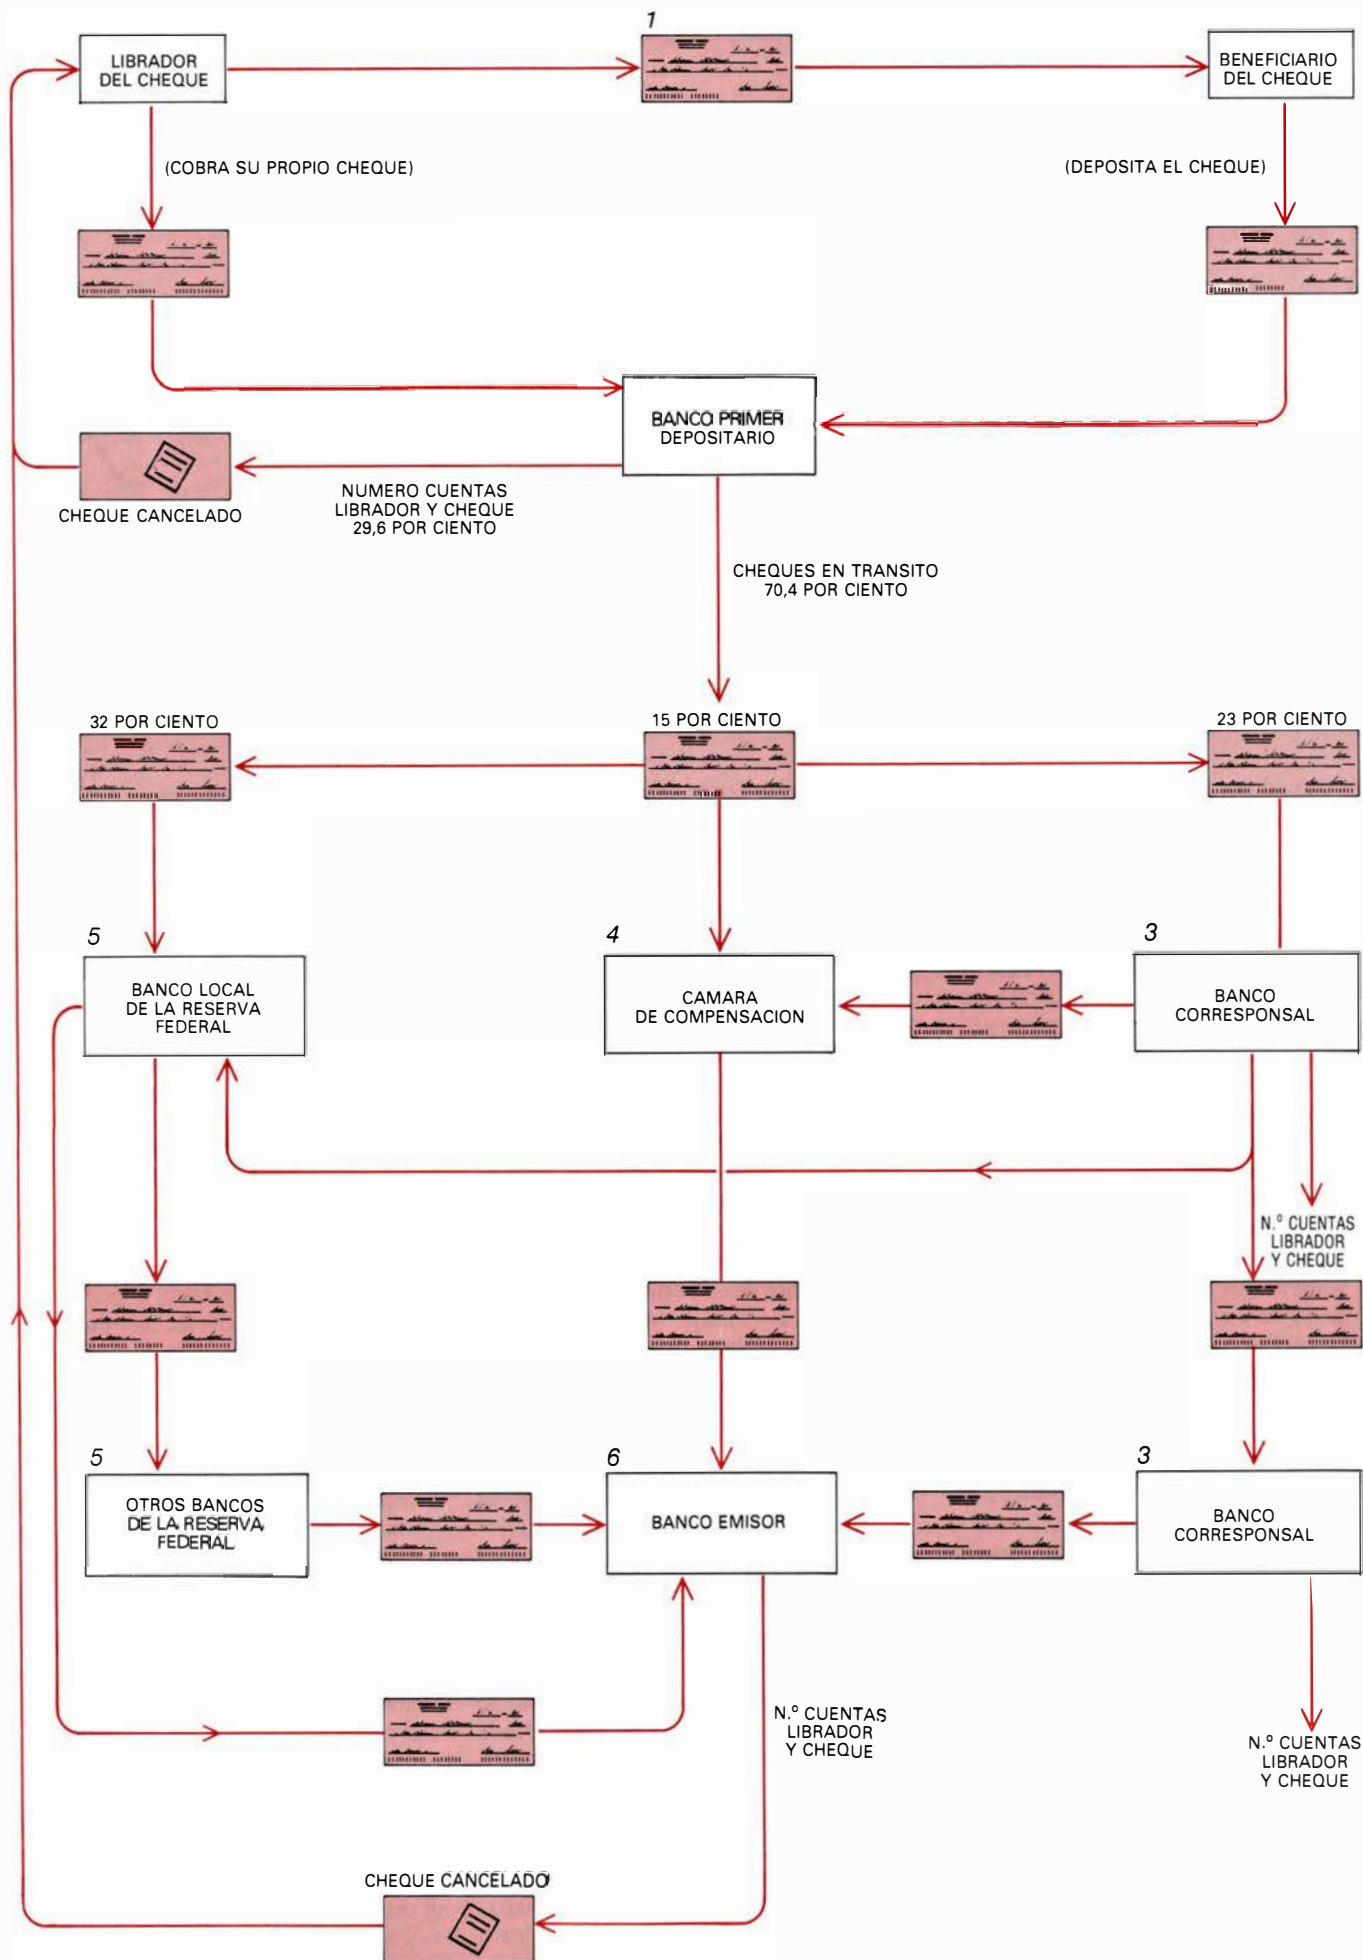 1
LIBRADOR
DEL CHEQUE
BENEFICIARIO
DEL CHEQUE
(COBRA SU PROPIO CHEQUE)
(DEPOSITA EL CHEQUE)
BANCO PRIMER
DEPOSITARIO
CHEQUE CANCELADO
NUMERO CUENTAS
LIBRADOR Y CHEQUE
29,6 POR CIENTO
CHEQUES EN TRANSITO
70,4 POR CIENTO
32 POR CIENTO
15 POR CIENTO
23 POR CIENTO
5
BANCO LOCAL
DE LA RESERVA
FEDERAL
4
CAMARA
DE COMPENSACION
3
BANCO
CORRESPONSAL
N.º CUENTAS
LIBRADOR
Y CHEQUE
5
OTROS BANCOS
DE LA RESERVA
FEDERAL
6
BANCO EMISOR
3
BANCO
CORRESPONSAL
N.º CUENTAS
LIBRADOR
Y CHEQUE
N.º CUENTAS
LIBRADOR
Y CHEQUE
CHEQUE CANCELADO